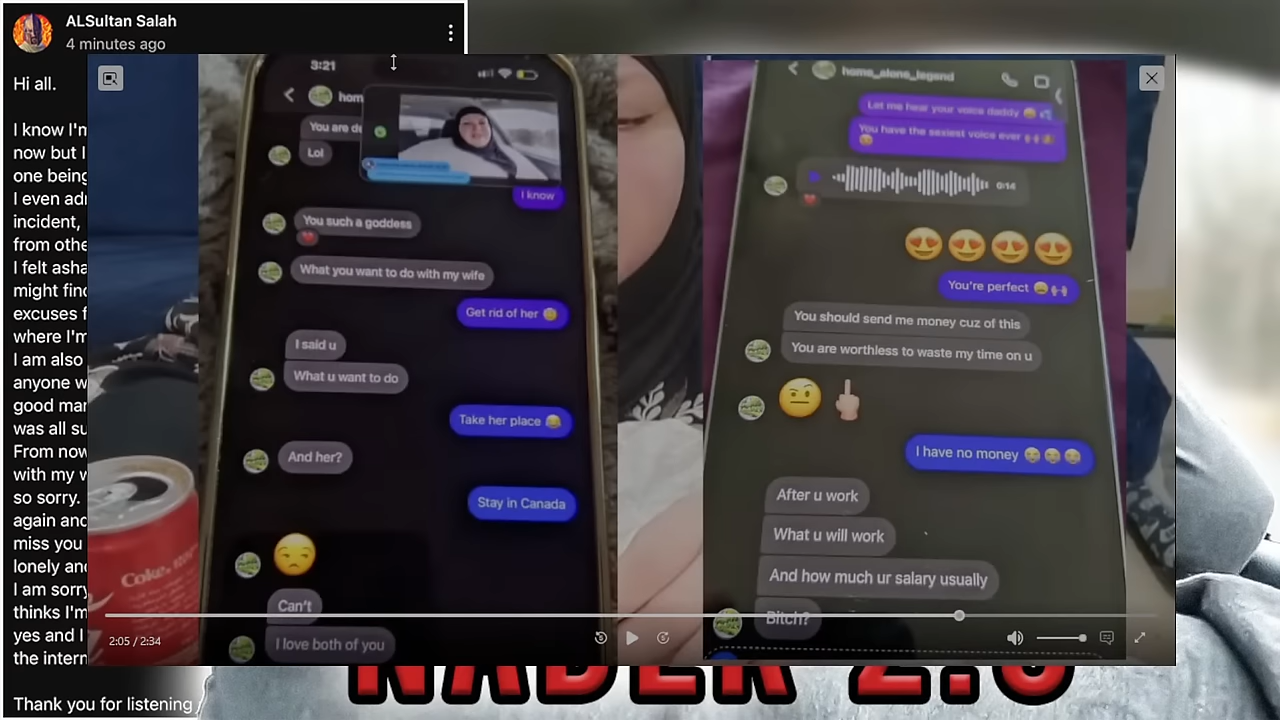 ALSultan Salah
4 minutes ago
Hi all.
I know I'm
now but I
one being
I even adr
incident,
from othe
I felt asha
might find
excuses f
where I'm
I am also
anyone w
good mar
was all su
From now
with my w
so sorry.
again and
miss you
lonely and
I am sorry
thinks I'm
yes and I
the intern
Thank you for listening
3:21
hom
You are de
Lol
I know
You such a goddess
What you want to do with my wife
Get rid of her
I said u
What u want to do
Take her place
And her?
Stay in Canada
Can't
I love both of you
home_alone_legend
Let me hear your voice daddy
You have the sexiest voice ever
0:14
You're perfect
You should send me money cuz of this
You are worthless to waste my time on u
I have no money
After u work
What u will work
And how much ur salary usually
Bitch?
2:05 / 2:34
Coke.
NADER 2.0